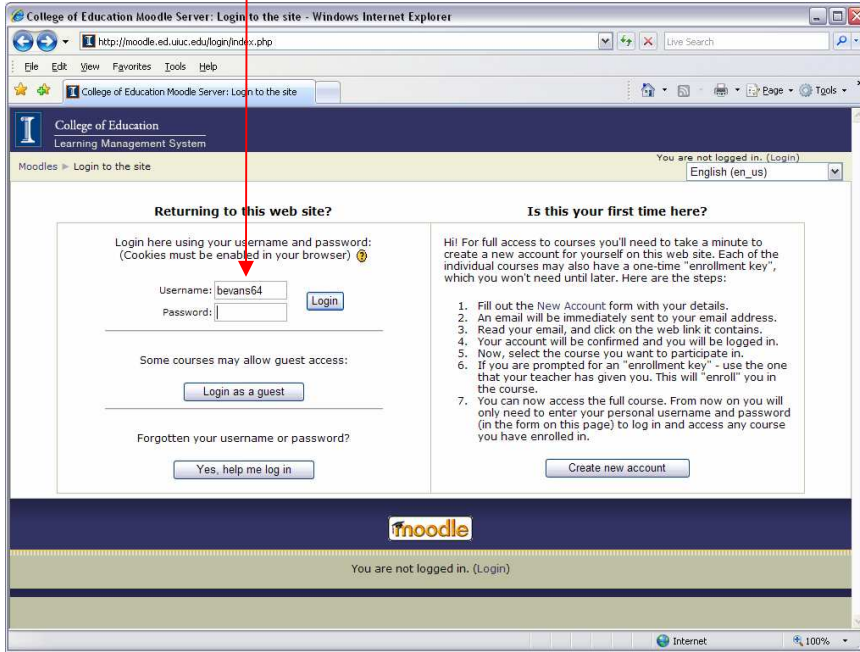 College of Education Moodle Server: Login to the site - Windows Internet Explorer
http://moodle.ed.uiuc.edu/login/index.php
Live Search
File Edit View Favorites Tools Help
College of Education Moodle Server: Login to the site
Page Tools
I
College of Education
Learning Management System
You are not logged in. (Login)
Moodles ► Login to the site
English (en_us)
Returning to this web site?
Login here using your username and password:
(Cookies must be enabled in your browser) ?
Username: bevans64
Password:
Login
Some courses may allow guest access:
Login as a guest
Forgotten your username or password?
Yes, help me log in
Is this your first time here?
Hi! For full access to courses you'll need to take a minute to
create a new account for yourself on this web site. Each of the
individual courses may also have a one-time "enrollment key",
which you won't need until later. Here are the steps:
1. Fill out the New Account form with your details.
2. An email will be immediately sent to your email address.
3. Read your email, and click on the web link it contains.
4. Your account will be confirmed and you will be logged in.
5. Now, select the course you want to participate in.
6. If you are prompted for an "enrollment key" - use the one
that your teacher has given you. This will "enroll" you in
the course.
7. You can now access the full course. From now on you will
only need to enter your personal username and password
(in the form on this page) to log in and access any course
you have enrolled in.
Create new account
moodle
You are not logged in. (Login)
Internet
100%